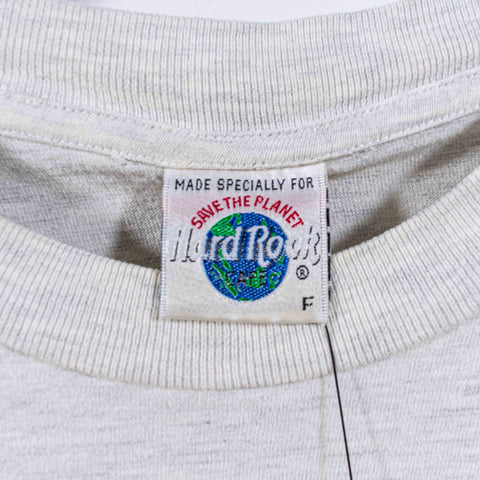 MADE SPECIALLY FOR
SAVE THE PLANET
Hard Rock
CAFE ®
F